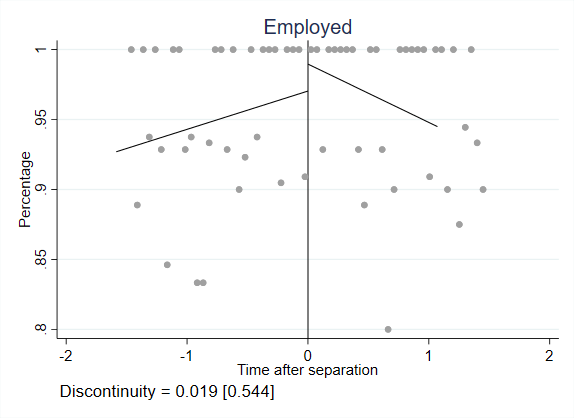 Employed
Percentage
1
.95
.9
.85
.8
-2 -1 0 1 2
Time after separation
Discontinuity = 0.019 [0.544]